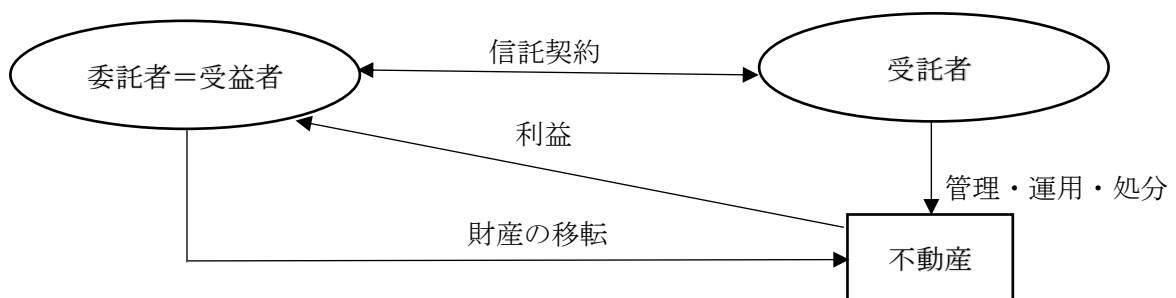 信託契約
委託者＝受益者
受託者
利益
管理・運用・処分
財産の移転
不動産